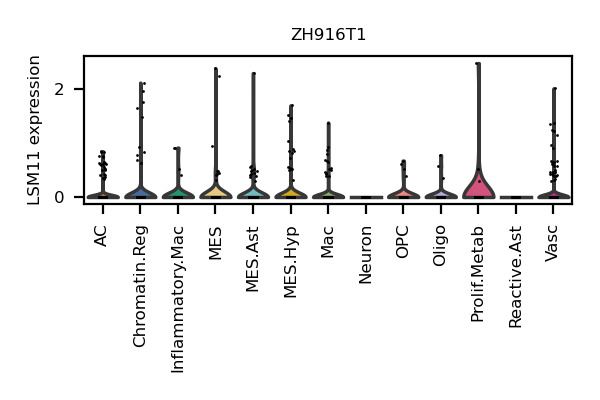 ZH916T1
LSM11 expression
2
0
AC
Chromatin.Reg
Inflammatory.Mac
MES
MES.Ast
MES.Hyp
Mac
Neuron
OPC
Oligo
Prolif.Metab
Reactive.Ast
Vasc